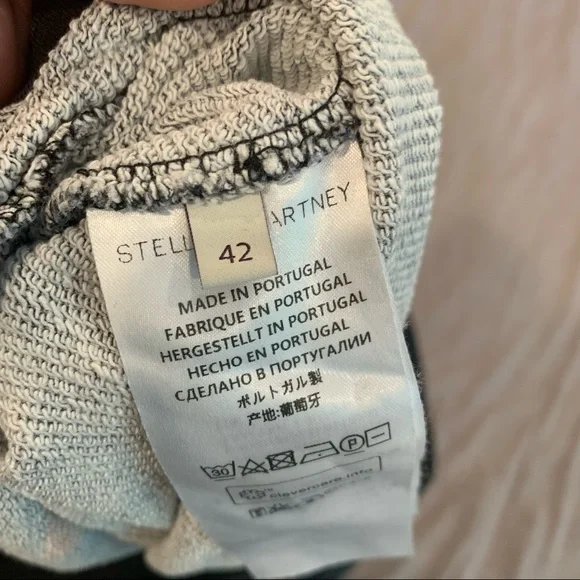 STELL ARTNEY
42
MADE IN PORTUGAL
FABRIQUE EN PORTUGAL
HERGESTELLT IN PORTUGAL
HECHO EN PORTUGAL
СДЕЛАНО В ПОРТУГАЛИИ
ポルトガル製
产地:葡萄牙
30 P
clevercare.info